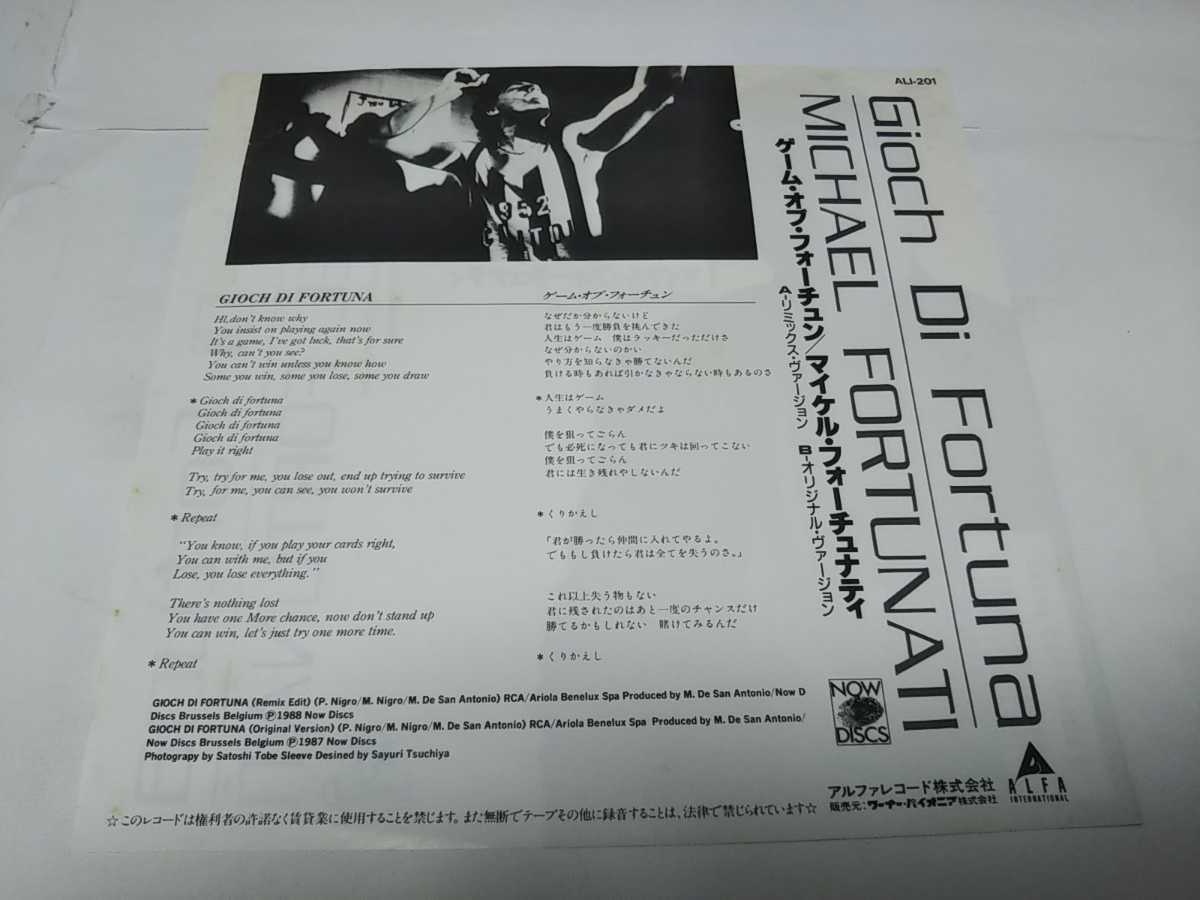 ALI-201
Gioch Di Fortuna
MICHAEL FORTUNATI
ゲーム・オブ・フォーチュン/マイケル・フォーチュナティ
A-リミックス・ヴァージョン B-オリジナル・ヴァージョン
GIOCH DI FORTUNA
Hi, don't know why
You insist on playing again now
It's a game, I've got luck, that's for sure
Why, can't you see?
You can't win unless you know how
Some you win, some you lose, some you draw
* Gioch di fortuna
Gioch di fortuna
Gioch di fortuna
Gioch di fortuna
Play it right
Try, try for me, you lose out, end up trying to survive
Try, for me, you can see, you won't survive
* Repeat
"You know, if you play your cards right,
You can with me, but if you
Lose, you lose everything."
There's nothing lost
You have one More chance, now don't stand up
You can win, let's just try one more time.
* Repeat
ゲーム・オブ・フォーチュン
なぜだか分からないけど
君はもう一度勝負を挑んできた
人生はゲーム 僕はラッキーだっただけさ
なぜ分からないのかい
やり方を知らなきゃ勝てないんだ
負ける時もあれば引かなきゃならない時もあるのさ
* 人生はゲーム
うまくやらなきゃダメだよ
僕を狙ってごらん
でも必死になっても君にツキは回ってこない
僕を狙ってごらん
君には生き残れやしないんだ
* くりかえし
「君が勝ったら仲間に入れてやるよ。
でももし負けたら君は全てを失うのさ。」
これ以上失う物もない
君に残されたのはあと一度のチャンスだけ
勝てるかもしれない 賭けてみるんだ
* くりかえし
GIOCH DI FORTUNA (Remix Edit) (P. Nigro/M. Nigro/M. De San Antonio) RCA/Ariola Benelux Spa Produced by M. De San Antonio/Now D
Discs Brussels Belgium Ⓟ1988 Now Discs
GIOCH DI FORTUNA (Original Version) (P. Nigro/M. Nigro/M. De San Antonio) RCA/Ariola Benelux Spa Produced by M. De San Antonio/
Now Discs Brussels Belgium Ⓟ1987 Now Discs
Photograpy by Satoshi Tobe Sleeve Desined by Sayuri Tsuchiya
NOW
DISCS
アルファレコード株式会社
販売元:ワーナー・パイオニア株式会社
ALFA
INTERNATIONAL
☆このレコードは権利者の許諾なく賃貸業に使用することを禁じます。また無断でテープその他に録音することは、法律で禁じられています☆